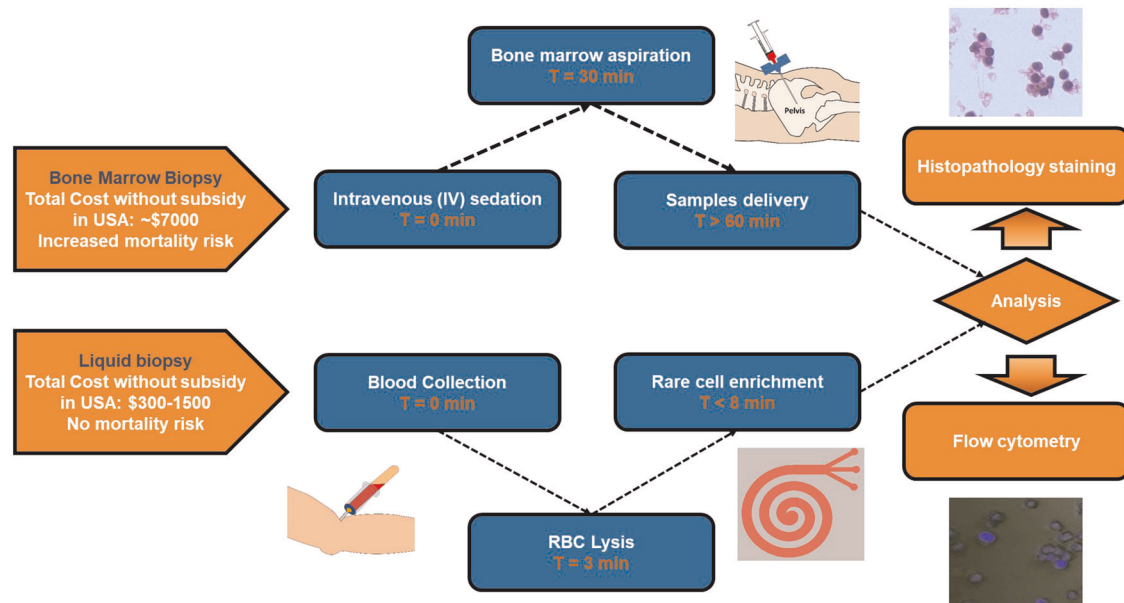 Bone marrow aspiration
T = 30 min
Pelvis
Histopathology staining
Bone Marrow Biopsy
Total Cost without subsidy
in USA: ~$7000
Increased mortality risk
Intravenous (IV) sedation
T = 0 min
Samples delivery
T > 60 min
Analysis
Liquid biopsy
Total Cost without subsidy
in USA: $300-1500
No mortality risk
Blood Collection
T = 0 min
Rare cell enrichment
T < 8 min
Flow cytometry
RBC Lysis
T = 3 min